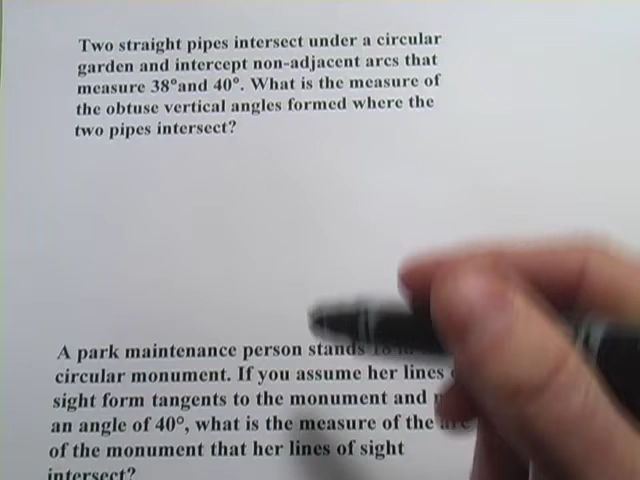 Two straight pipes intersect under a circular
garden and intercept non-adjacent arcs that
measure 38°and 40°. What is the measure of
the obtuse vertical angles formed where the
two pipes intersect?
A park maintenance person stands
circular monument. If you assume her lines
sight form tangents to the monument and
an angle of 40°, what is the measure of the arc
of the monument that her lines of sight
intersect?